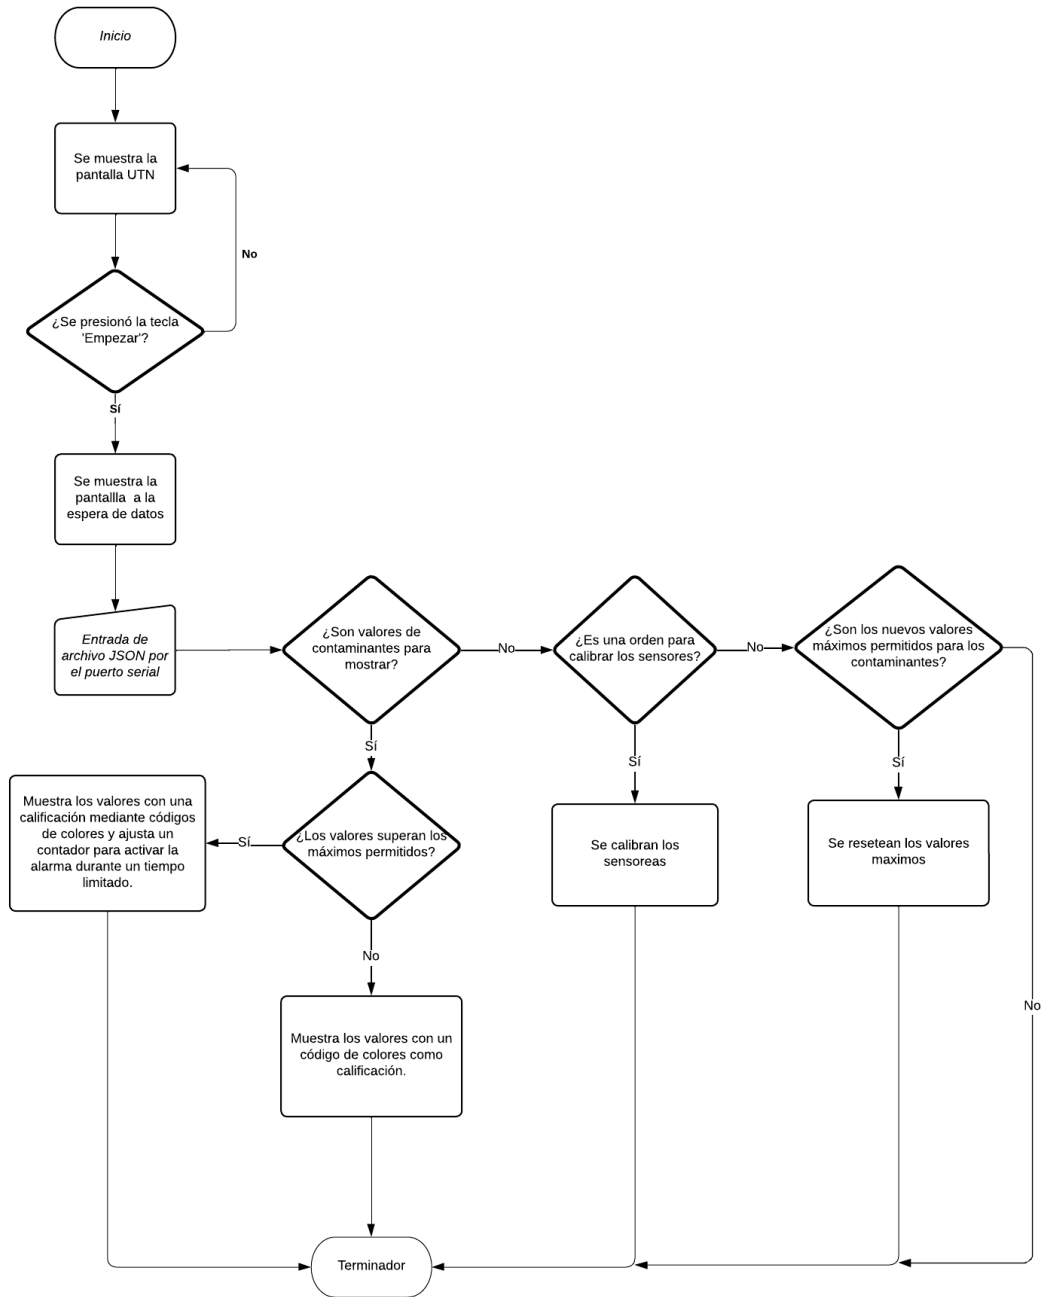 Inicio
Se muestra la
pantalla UTN
No
¿Se presionó la tecla
'Empezar'?
Sí
Se muestra la
pantallla a la
espera de datos
Entrada de
archivo JSON por
el puerto serial
¿Son valores de
contaminantes para
mostrar?
No
¿Es una orden para
calibrar los sensores?
No
¿Son los nuevos valores
máximos permitidos para los
contaminantes?
Sí
Sí
Sí
Muestra los valores con una
calificación mediante códigos
de colores y ajusta un
contador para activar la
alarma durante un tiempo
limitado.
Sí
¿Los valores superan los
máximos permitidos?
Se calibran los
sensoreas
Se resetean los valores
maximos
No
No
Muestra los valores con un
código de colores como
calificación.
Terminador